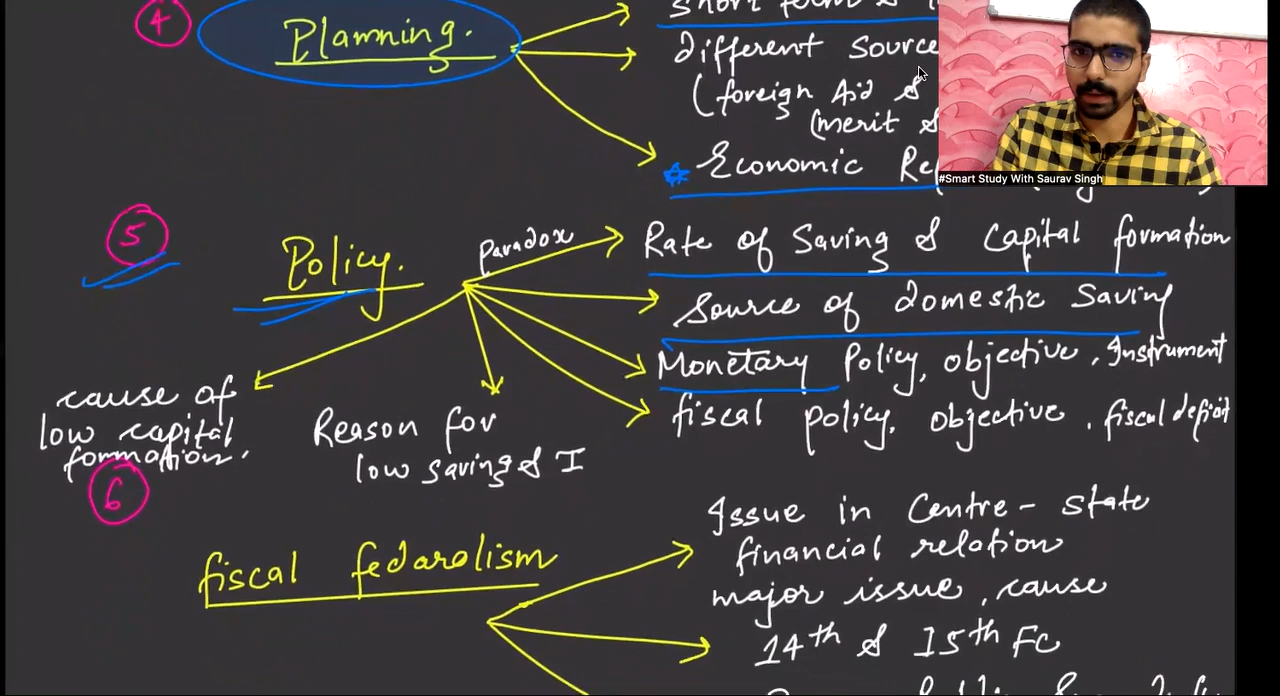 4
Planning.
Short term &
Different Source
(foreign Aid &
(merit &
Economic
#Smart Study With Saurav Singh
5
Policy.
Paradox
Rate of Saving & Capital formation
Source of domestic Saving
Monetary Policy, objective, Instrument
fiscal policy, objective, fiscal deficit
cause of
low capital
formation.
Reason for
low saving & I
6
fiscal fedaralism
Issue in Centre - state
financial relation
major issue, cause
14th & 15th FC